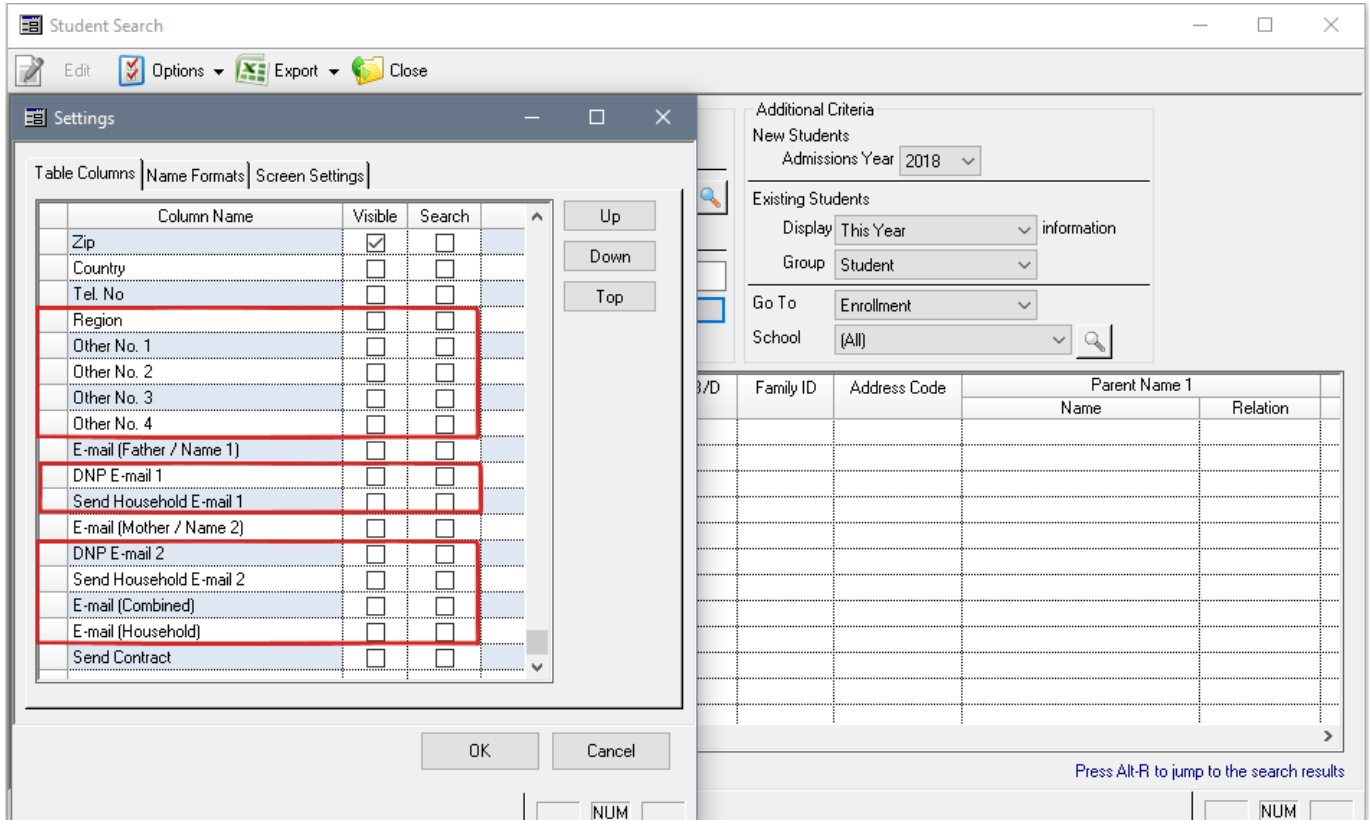 Student Search
Edit Options Export Close
Settings
Table Columns Name Formats Screen Settings
Column Name Visible Search
Zip
Country
Tel. No
Region
Other No. 1
Other No. 2
Other No. 3
Other No. 4
E-mail (Father / Name 1)
DNP E-mail 1
Send Household E-mail 1
E-mail (Mother / Name 2)
DNP E-mail 2
Send Household E-mail 2
E-mail (Combined)
E-mail (Household)
Send Contract
Up
Down
Top
OK Cancel
NUM
Additional Criteria
New Students
Admissions Year 2018
Existing Students
Display This Year information
Group Student
Go To Enrollment
School (All)
/D Family ID Address Code Parent Name 1
Name Relation
Press Alt-R to jump to the search results
NUM